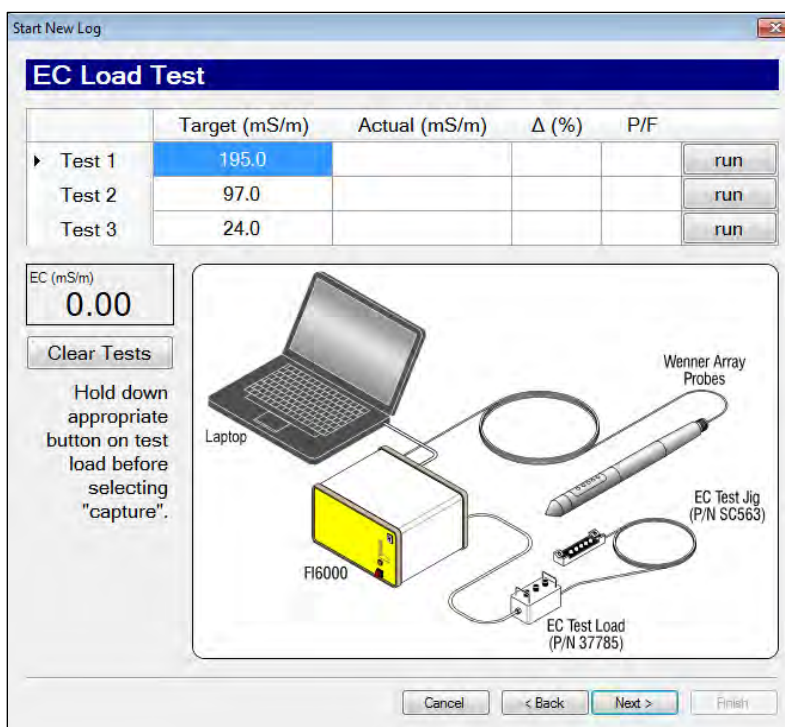 Start New Log
EC Load Test
Target (mS/m) Actual (mS/m) Δ (%) P/F
Test 1 195.0 run
Test 2 97.0 run
Test 3 24.0 run
EC (mS/m)
0.00
Clear Tests
Hold down
appropriate
button on test
load before
selecting
"capture".
Laptop
Wenner Array
Probes
EC Test Jig
(P/N SC563)
FI6000
EC Test Load
(P/N 37785)
Cancel < Back Next > Finish